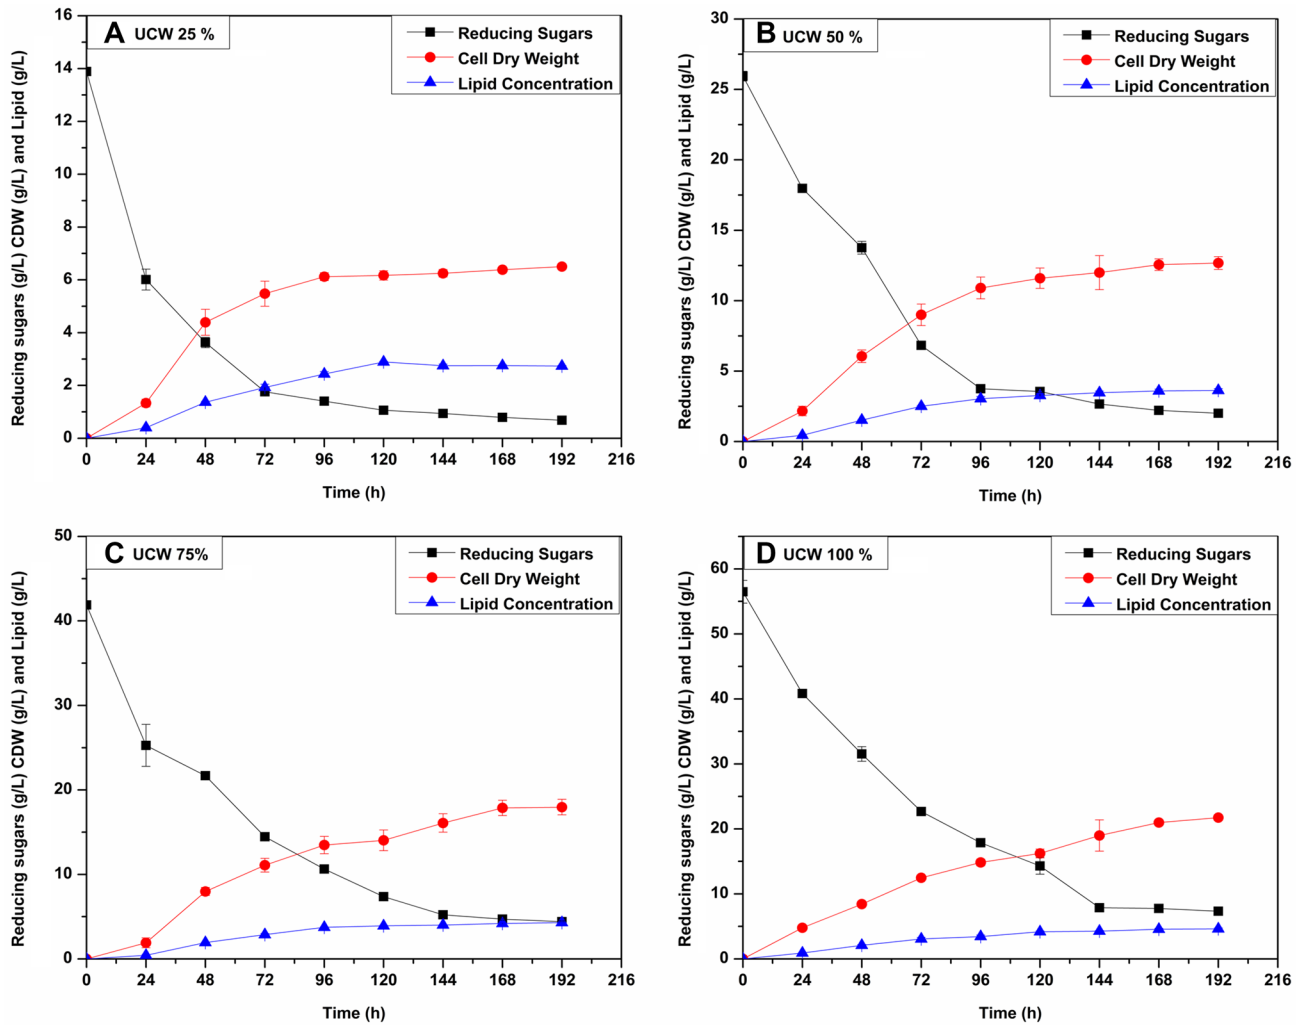 A UCW 25 %
Reducing Sugars
Cell Dry Weight
Lipid Concentration
Reducing sugars (g/L) CDW (g/L) and Lipid (g/L)
16
14
12
10
8
6
4
2
0
0 24 48 72 96 120 144 168 192 216
Time (h)
B UCW 50 %
Reducing Sugars
Cell Dry Weight
Lipid Concentration
Reducing sugars (g/L) CDW (g/L) and Lipid (g/L)
30
25
20
15
10
5
0
0 24 48 72 96 120 144 168 192 216
Time (h)
C UCW 75%
Reducing Sugars
Cell Dry Weight
Lipid Concentration
Reducing sugars (g/L) CDW (g/L) and Lipid (g/L)
50
40
30
20
10
0
0 24 48 72 96 120 144 168 192 216
Time (h)
D UCW 100 %
Reducing Sugars
Cell Dry Weight
Lipid Concentration
Reducing sugars (g/L) CDW (g/L) and Lipid (g/L)
60
50
40
30
20
10
0
0 24 48 72 96 120 144 168 192 216
Time (h)